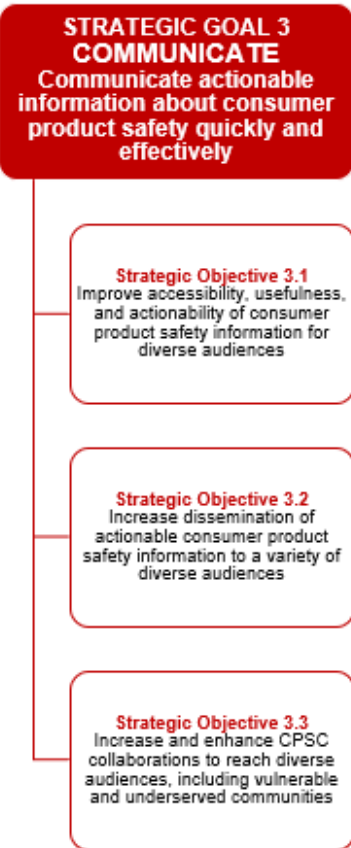 STRATEGIC GOAL 3
COMMUNICATE
Communicate actionable
information about consumer
product safety quickly and
effectively
Strategic Objective 3.1
Improve accessibility, usefulness,
and actionability of consumer
product safety information for
diverse audiences
Strategic Objective 3.2
Increase dissemination of
actionable consumer product
safety information to a variety of
diverse audiences
Strategic Objective 3.3
Increase and enhance CPSC
collaborations to reach diverse
audiences, including vulnerable
and underserved communities